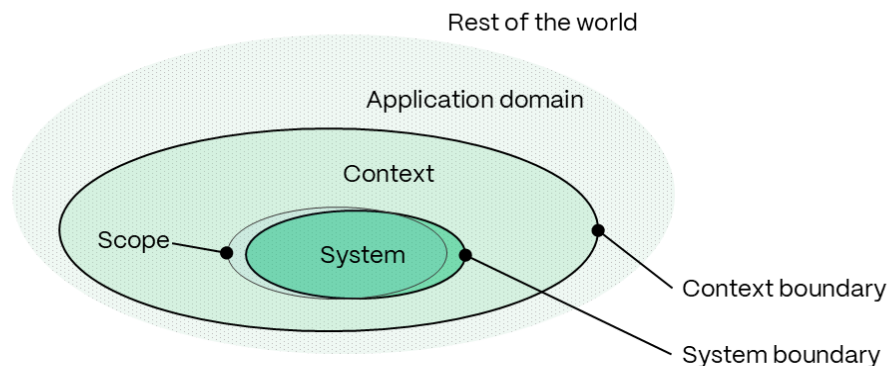 Rest of the world
Application domain
Context
Scope
System
Context boundary
System boundary